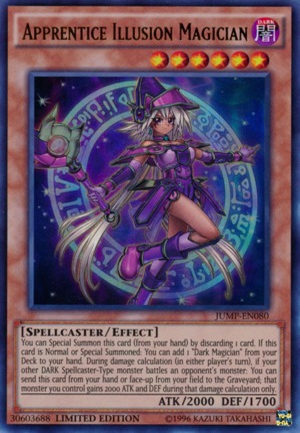 APPRENTICE ILLUSION MAGICIAN
DARK
闇
JUMP-EN080
[SPELLCASTER/EFFECT]
You can Special Summon this card (from your hand) by discarding 1 card. If this
card is Normal or Special Summoned: You can add 1 "Dark Magician" from your
Deck to your hand. During damage calculation (in either player's turn), if your
other DARK Spellcaster-Type monster battles an opponent's monster: You can
send this card from your hand or face-up from your field to the Graveyard; that
monster you control gains 2000 ATK and DEF during that damage calculation only.
ATK/2000 DEF/1700
30603688 LIMITED EDITION ©1996 KAZUKI TAKAHASHI